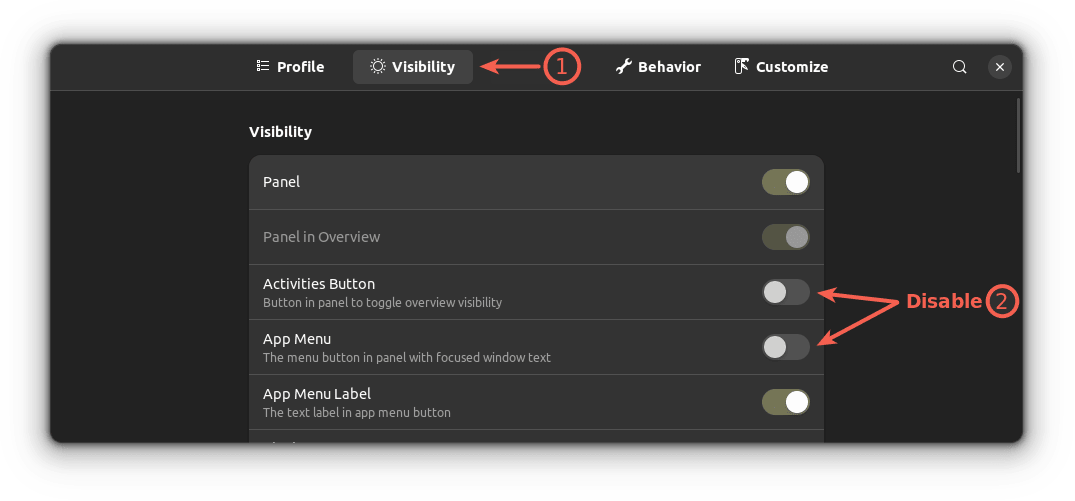 Profile Visibility 1 Behavior Customize
Visibility
Panel
Panel in Overview
Activities Button
Button in panel to toggle overview visibility
Disable 2
App Menu
The menu button in panel with focused window text
App Menu Label
The text label in app menu button